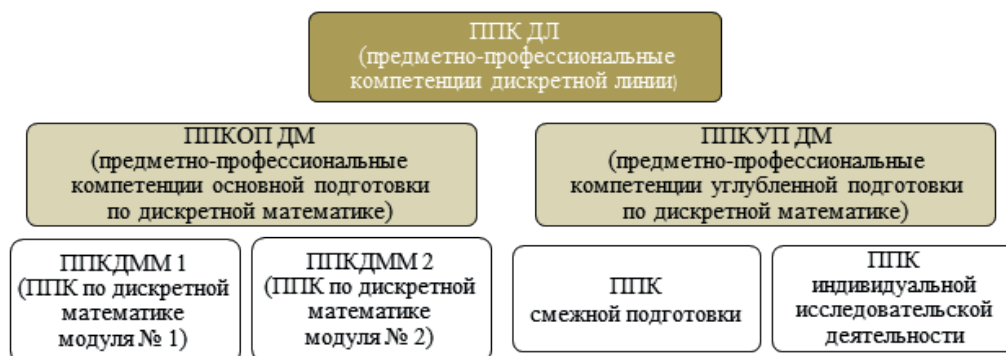 ППК ДЛ
(предметно-профессиональные
компетенции дискретной линии)
ППКОП ДМ
(предметно-профессиональные
компетенции основной подготовки
по дискретной математике)
ППКУП ДМ
(предметно-профессиональные
компетенции углубленной подготовки
по дискретной математике)
ППКДММ 1
(ППК по дискретной
математике
модуля № 1)
ППКДММ 2
(ППК по дискретной
математике
модуля № 2)
ППК
смежной подготовки
ППК
индивидуальной
исследовательской
деятельности